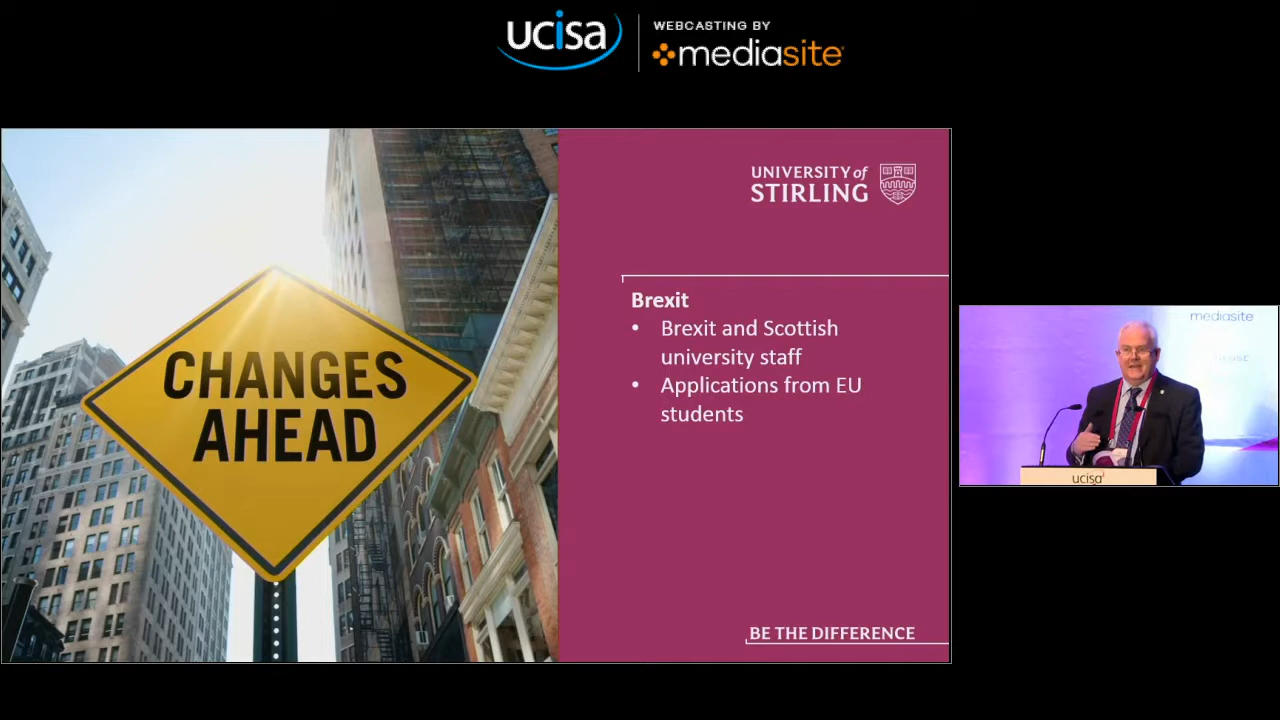 ucisa
WEBCASTING BY
mediasite
UNIVERSITY of
STIRLING
Brexit
• Brexit and Scottish
university staff
• Applications from EU
students
CHANGES
AHEAD
BE THE DIFFERENCE
mediasite
ucisa